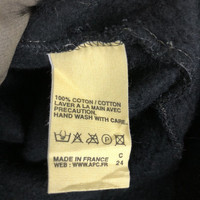 100% COTON / COTTON
LAVER A LA MAIN AVEC
PRECAUTION.
HAND WASH WITH CARE.
MADE IN FRANCE
WEB : WWW.AFC.FR
C
24